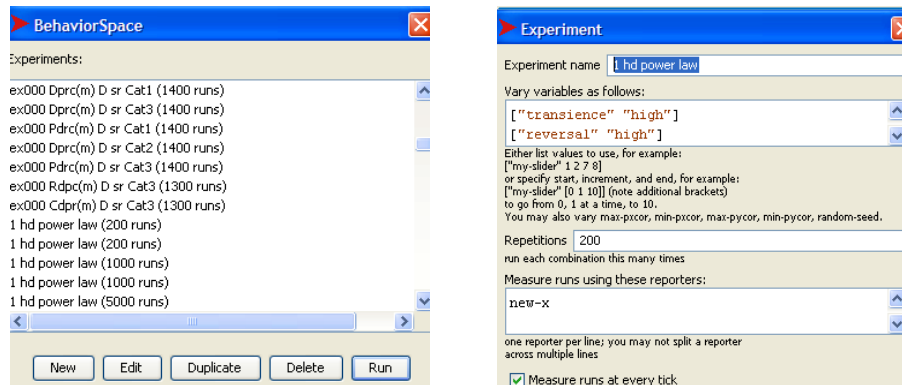 BehaviorSpace
Experiments:
ex000 Dprc(m) D sr Cat1 (1400 runs)
ex000 Dprc(m) D sr Cat3 (1400 runs)
ex000 Pdrc(m) D sr Cat1 (1400 runs)
ex000 Dprc(m) D sr Cat2 (1400 runs)
ex000 Pdrc(m) D sr Cat3 (1400 runs)
ex000 Rdpc(m) D sr Cat3 (1300 runs)
ex000 Cdpr(m) D sr Cat3 (1300 runs)
1 hd power law (200 runs)
1 hd power law (200 runs)
1 hd power law (1000 runs)
1 hd power law (1000 runs)
1 hd power law (5000 runs)
New Edit Duplicate Delete Run
Experiment
Experiment name 1 hd power law
Vary variables as follows:
["transience" "high"]
["reversal" "high"]
Either list values to use, for example:
["my-slider" 1 2 7 8]
or specify start, increment, and end, for example:
["my-slider" [0 1 10]] (note additional brackets)
to go from 0, 1 at a time, to 10.
You may also vary max-pxcor, min-pxcor, max-pycor, min-pycor, random-seed.
Repetitions 200
run each combination this many times
Measure runs using these reporters:
new-x
one reporter per line; you may not split a reporter
across multiple lines
Measure runs at every tick